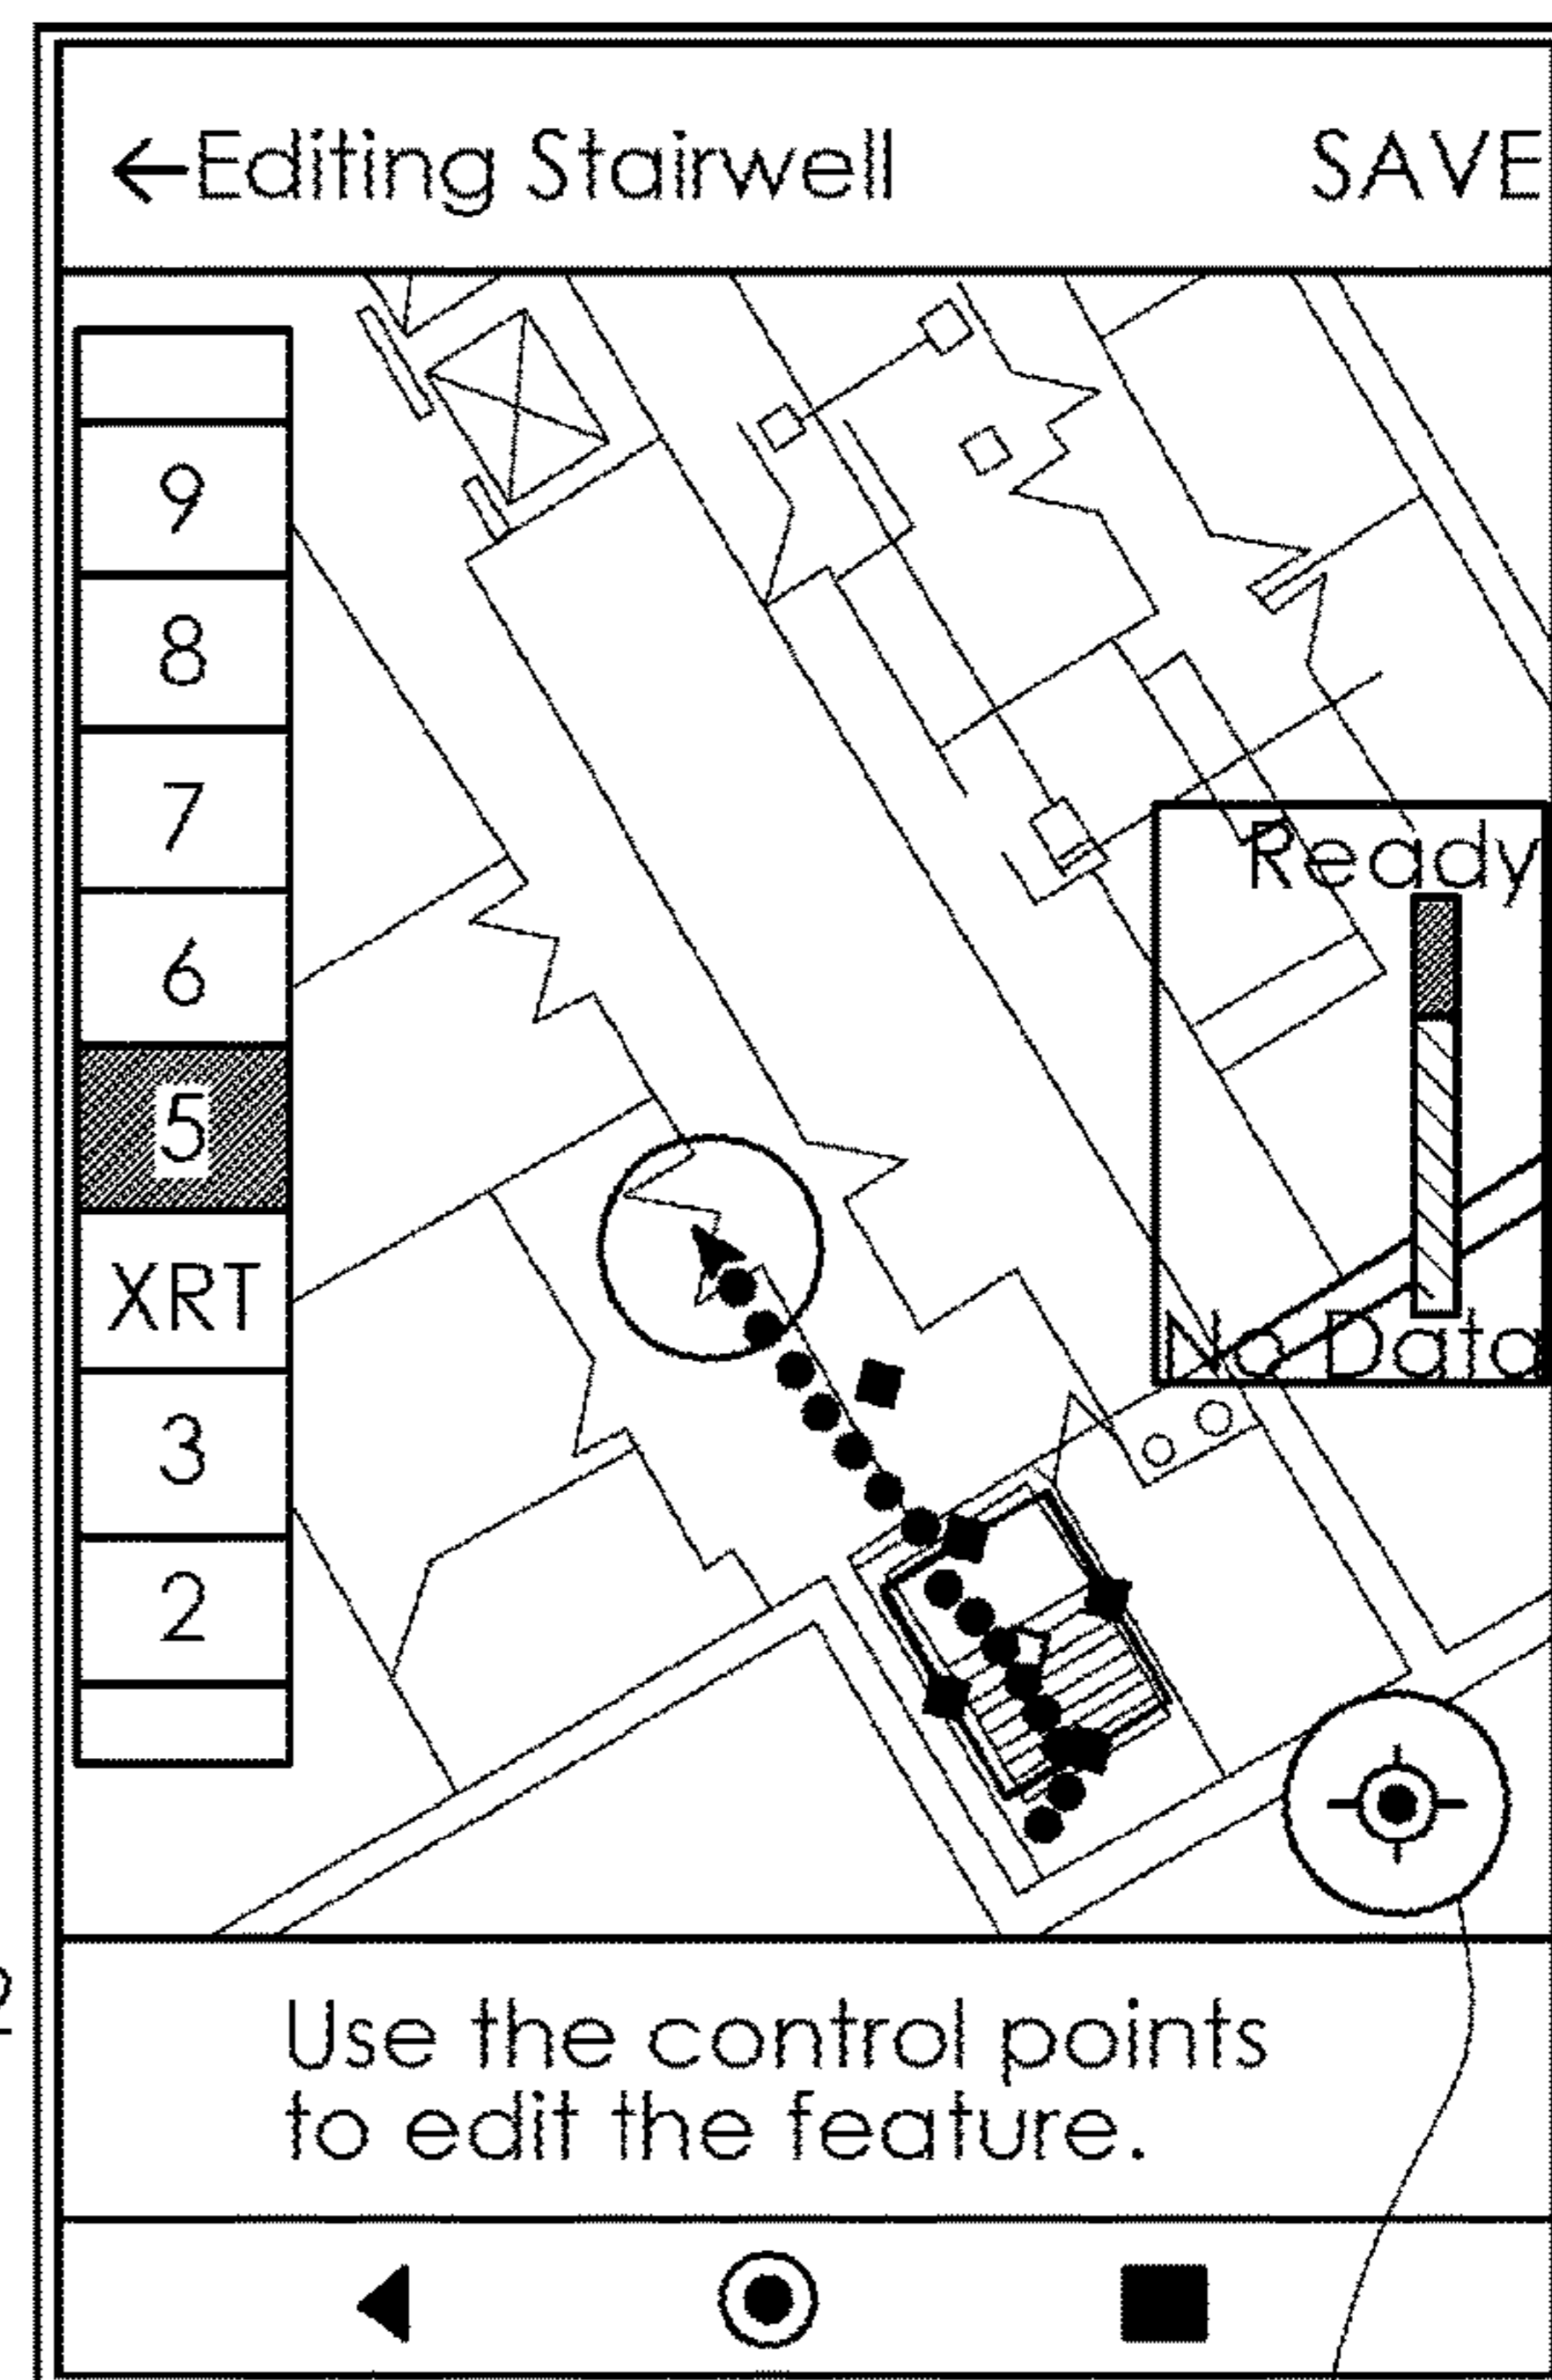 ←Editing Stairwell SAVE
9
8
7
6
5
XRT
3
2
Ready
No Data
Use the control points
to edit the feature.